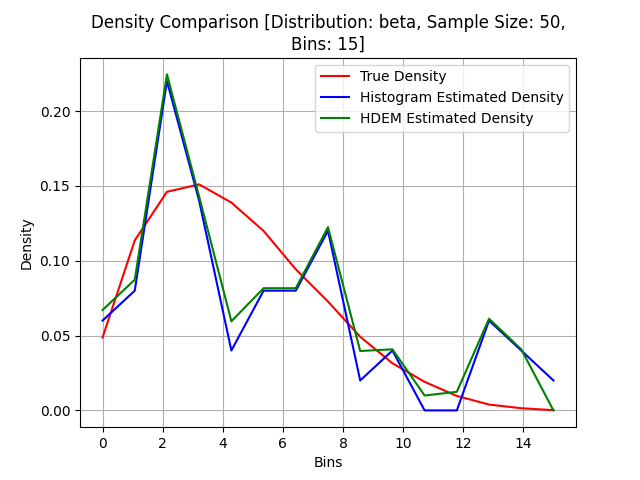 Density Comparison [Distribution: beta, Sample Size: 50,
Bins: 15]
True Density
Histogram Estimated Density
HDEM Estimated Density
Density
0.20
0.15
0.10
0.05
0.00
0 2 4 6 8 10 12 14
Bins